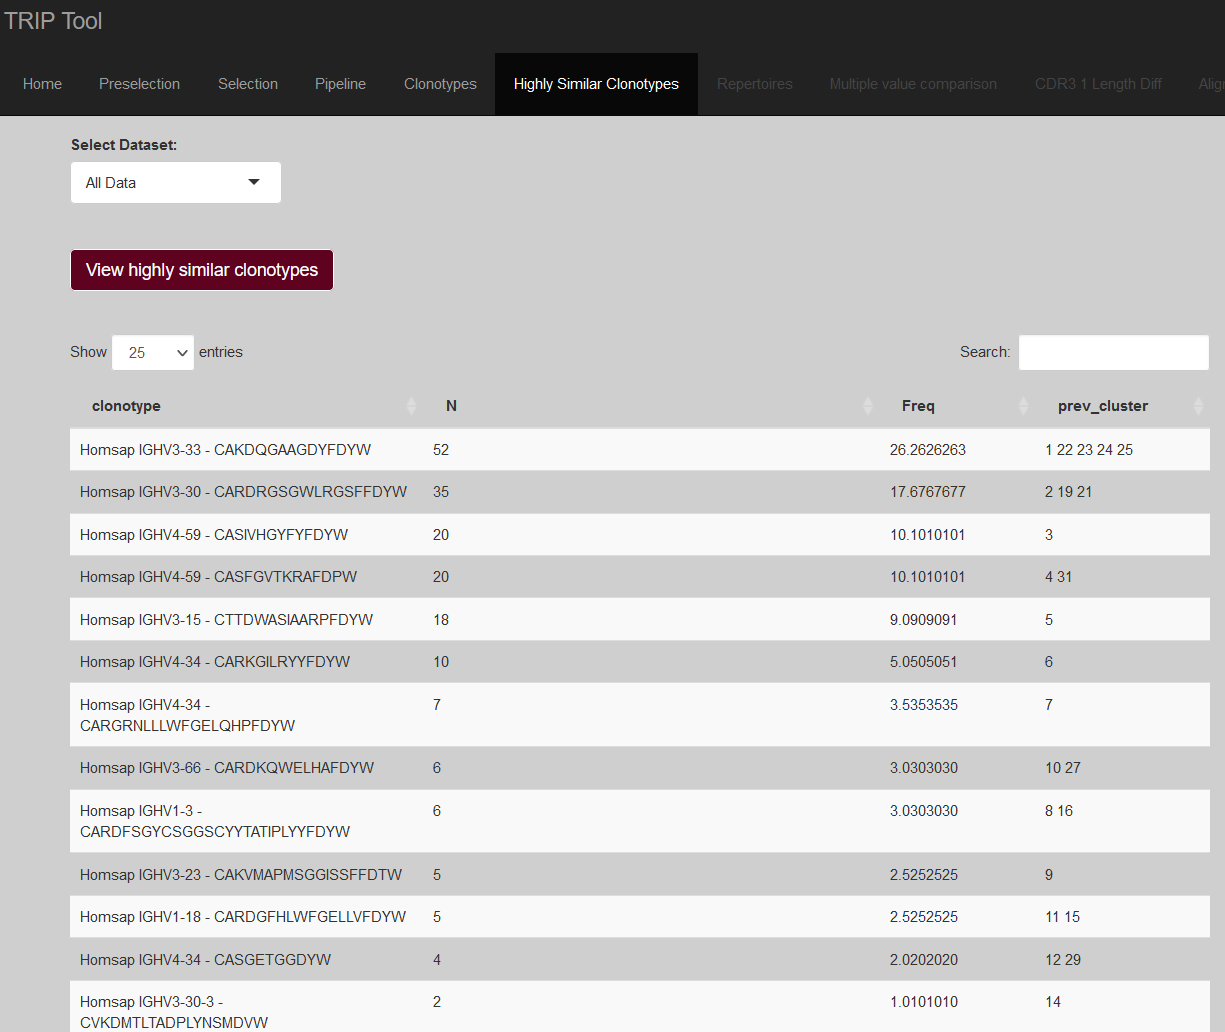 TRIP Tool
Home Preselection Selection Pipeline Clonotypes Highly Similar Clonotypes Repertoires Multiple value comparison CDR3 1 Length Diff
Select Dataset:
All Data
View highly similar clonotypes
Show 25 entries Search:
clonotype N Freq prev_cluster
Homsap IGHV3-33 - CAKDQGAAGDYFDYW 52 26.2626263 1 22 23 24 25
Homsap IGHV3-30 - CARDRGSGWLRGSFFDYW 35 17.6767677 2 19 21
Homsap IGHV4-59 - CASIVHGYFYFDYW 20 10.1010101 3
Homsap IGHV4-59 - CASFGVTKRAFDPW 20 10.1010101 4 31
Homsap IGHV3-15 - CTTDWASIAARPFDYW 18 9.0909091 5
Homsap IGHV4-34 - CARKGILRYYFDYW 10 5.0505051 6
Homsap IGHV4-34 - 7 3.5353535 7
CARGRNLLLWFGELQHPFDYW
Homsap IGHV3-66 - CARDKQWELHAFDYW 6 3.0303030 10 27
Homsap IGHV1-3 - 6 3.0303030 8 16
CARDFSGYCSGGSCYYTATIPLYYFDYW
Homsap IGHV3-23 - CAKVMAPMSGGISSFFDTW 5 2.5252525 9
Homsap IGHV1-18 - CARDGFHLWFGELLVFDYW 5 2.5252525 11 15
Homsap IGHV4-34 - CASGETGGDYW 4 2.0202020 12 29
Homsap IGHV3-30-3 - 2 1.0101010 14
CVKDMTLTADPLYNSMDVW